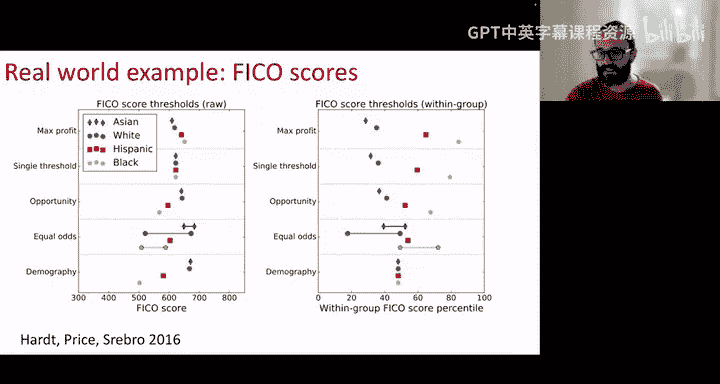 GPT中英字幕课程资源 bilibili
Real world example: FICO scores
FICO score thresholds (raw)
Max profit
Single threshold
Opportunity
Equal odds
Demography
Asian
White
Hispanic
Black
300 400 500 600 700 800
FICO score
FICO score thresholds (within-group)
Max profit
Single threshold
Opportunity
Equal odds
Demography
0 20 40 60 80 100
Within-group FICO score percentile
Hardt, Price, Srebro 2016